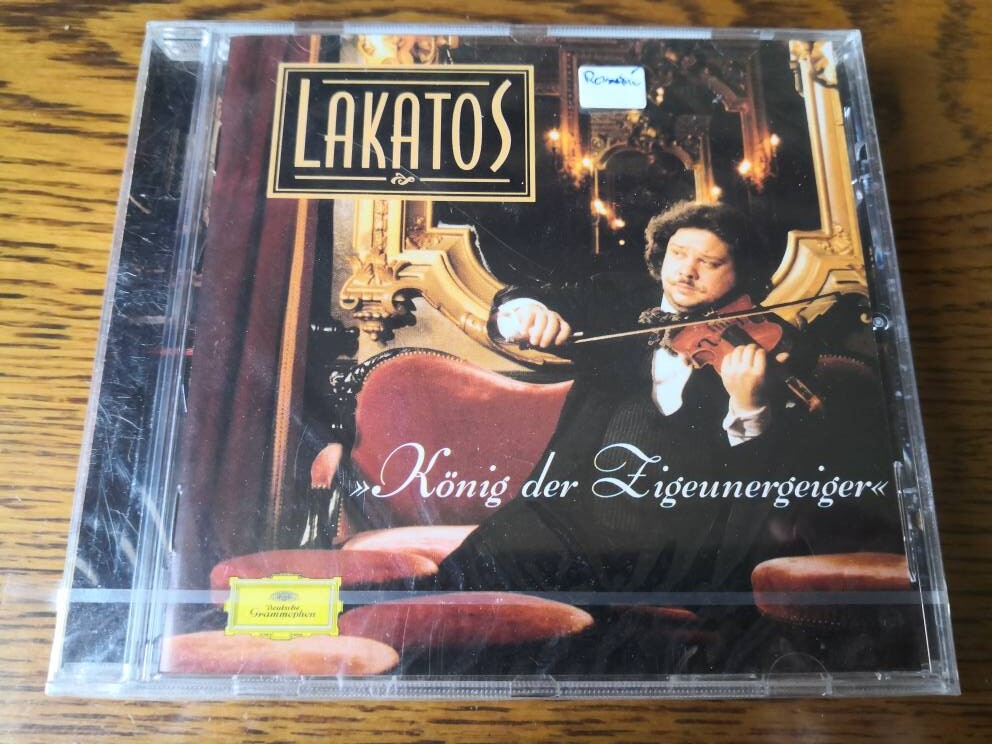 LAKATOS
»König der Zigeunergeiger«
Deutsche
Grammophon